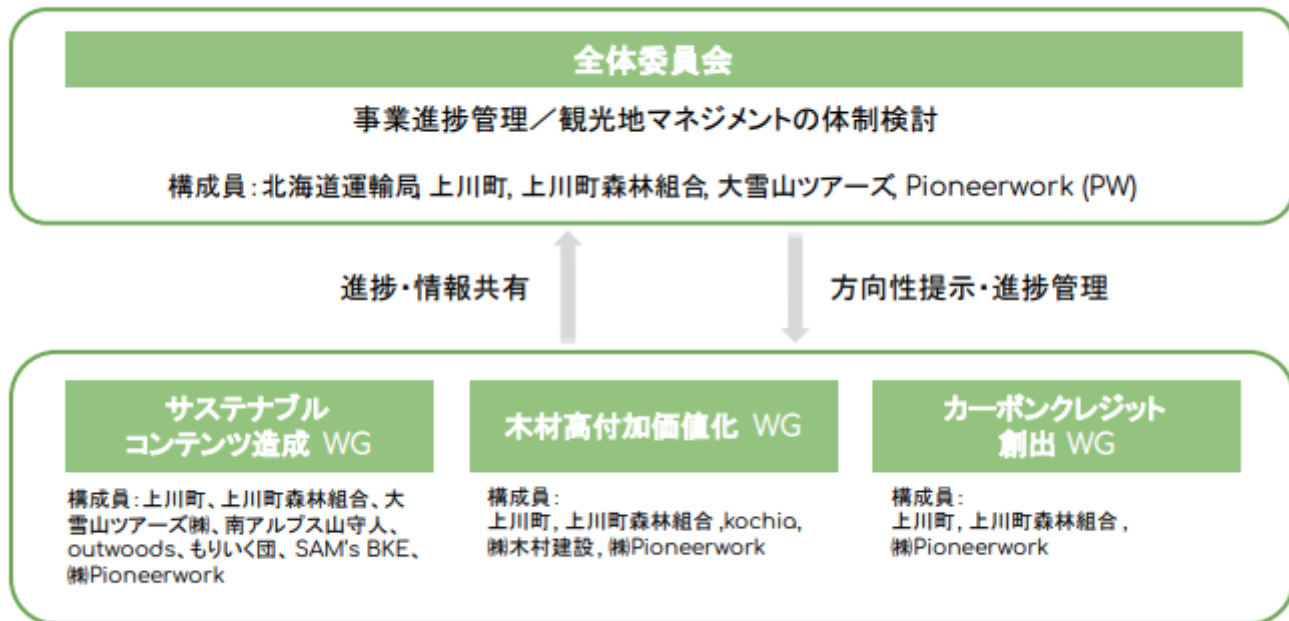 全体委員会
事業進捗管理／観光地マネジメントの体制検討
構成員：北海道運輸局, 上川町, 上川町森林組合, 大雪山ツアーズ, Pioneerwork (PW)
進捗・情報共有
方向性提示・進捗管理
サステナブル
コンテンツ造成 WG
構成員：上川町、上川町森林組合、大
雪山ツアーズ㈱、南アルプス山守人、
outwoods、もりいく団、SAM's BKE、
㈱Pioneerwork
木材高付加価値化 WG
構成員：
上川町, 上川町森林組合 ,kochia,
㈱木村建設, ㈱Pioneerwork
カーボンクレジット
創出 WG
構成員：
上川町, 上川町森林組合 ,
㈱Pioneerwork